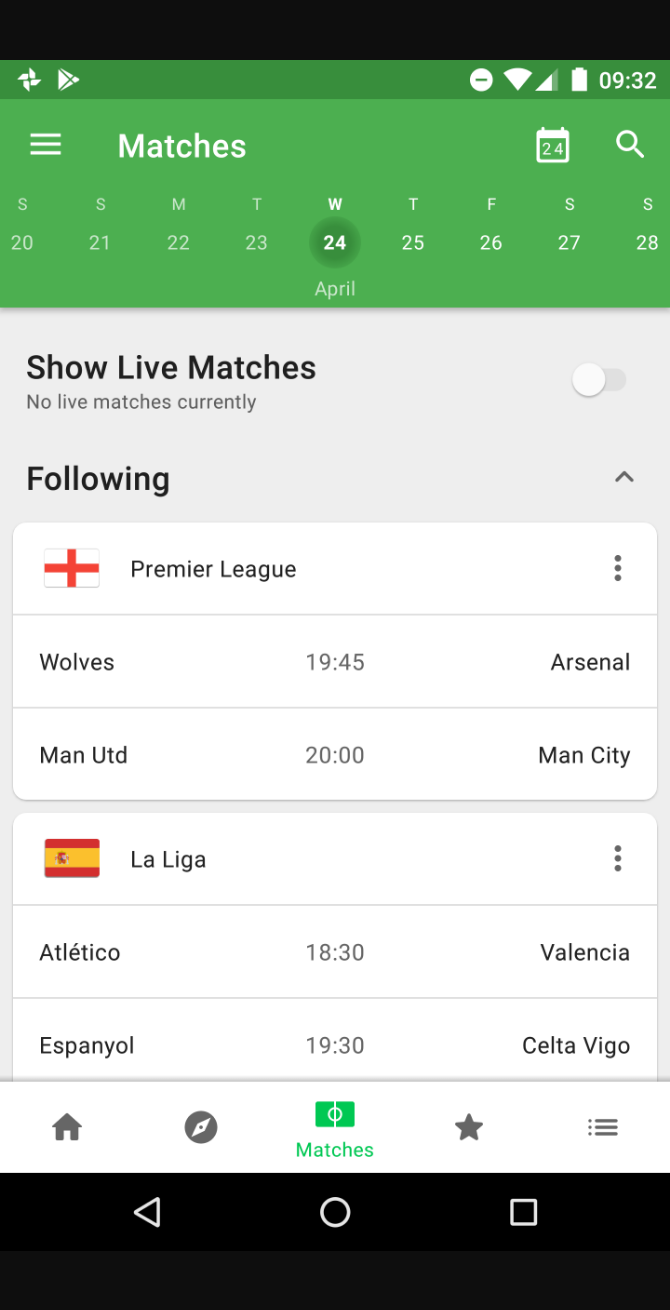 09:32
Matches
24
S S M T W T F S S
20 21 22 23 24 25 26 27 28
April
Show Live Matches
No live matches currently
Following
Premier League
Wolves 19:45 Arsenal
Man Utd 20:00 Man City
La Liga
Atlético 18:30 Valencia
Espanyol 19:30 Celta Vigo
Matches